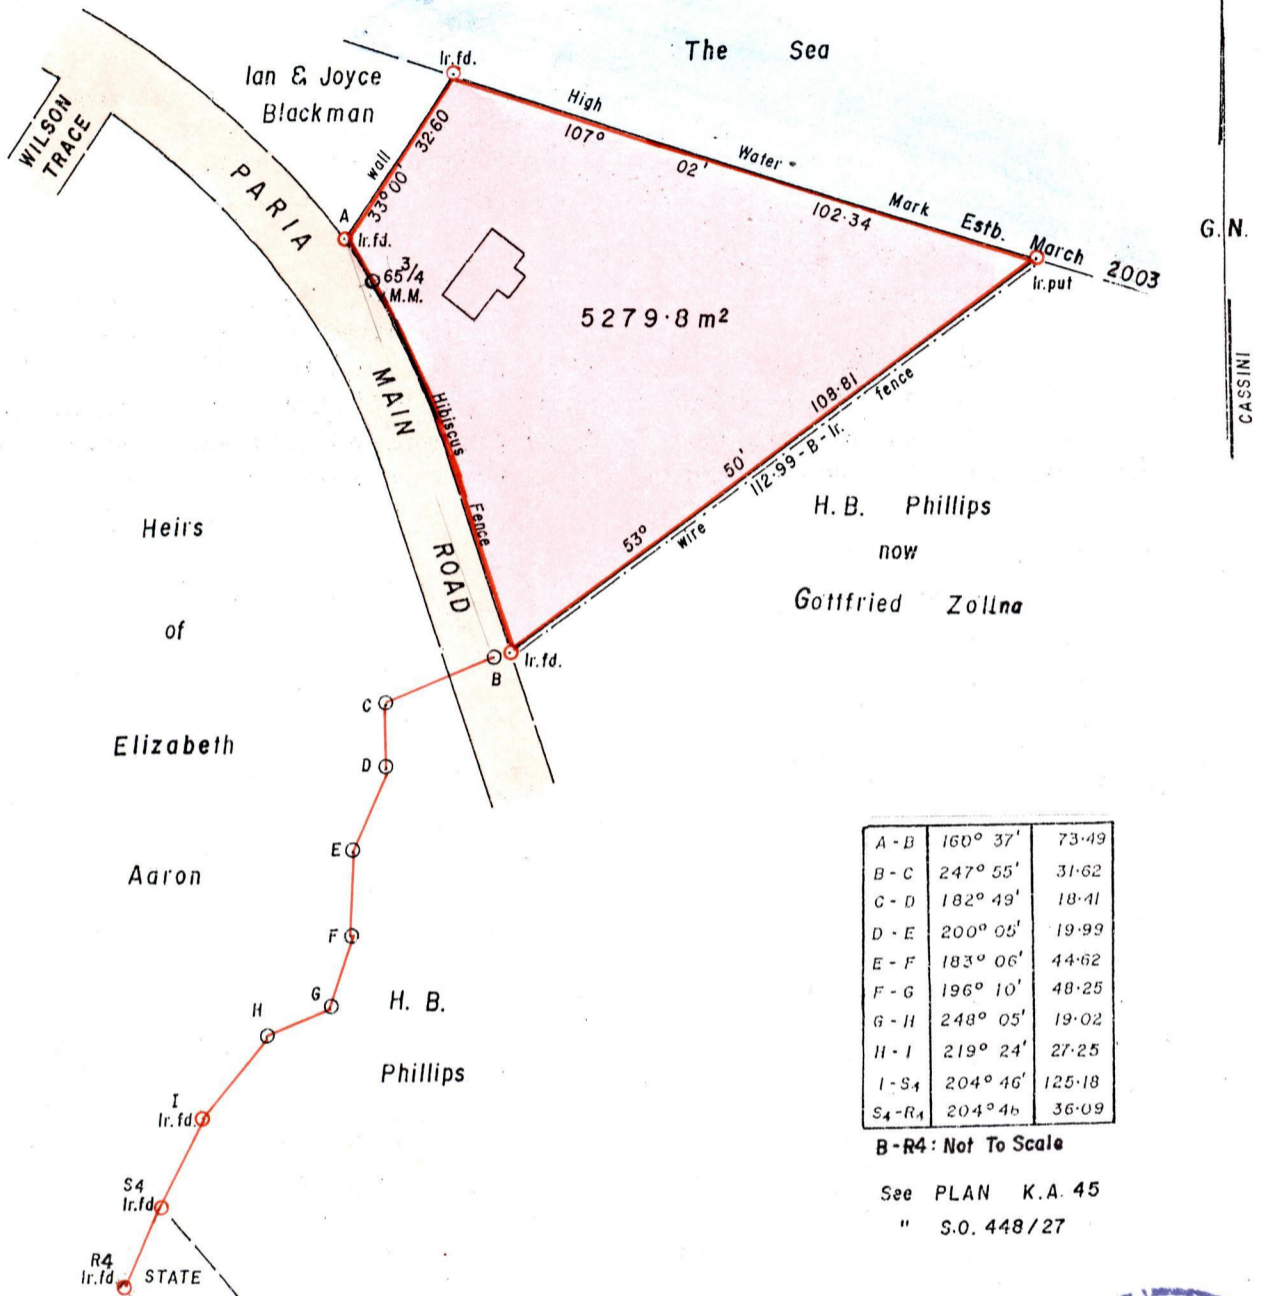 The Sea
Ir.fd.
Ian & Joyce
Blackman
WILSON
TRACE
High
107°
Water
02'
Mark
102·34
Estb.
March
2003
Ir.put
G.N.
CASSINI
wall
33° 00'
32·60
PARIA
A
Ir.fd.
65 3/4
M.M.
5279·8 m²
MAIN
Hibiscus
Fence
ROAD
108·81
fence
50'
112·99-B-Ir.
53°
wire
H.B. Phillips
now
Gottfried Zollna
Heirs
of
Elizabeth
Aaron
Ir.fd.
B
C
D
E
F
G
H
H. B.
Phillips
I
Ir.fd.
S4
Ir.fd
R4
Ir.fd.
STATE
A - B 160° 37' 73·49
B - C 247° 55' 31·62
C - D 182° 49' 18·41
D - E 200° 05' 19·99
E - F 183° 06' 44·62
F - G 196° 10' 48·25
G - H 248° 05' 19·02
H - I 219° 24' 27·25
I - S4 204° 46' 125·18
S4-R4 204° 46 36·09
B-R4: Not To Scale
See PLAN K.A. 45
" S.O. 448/27